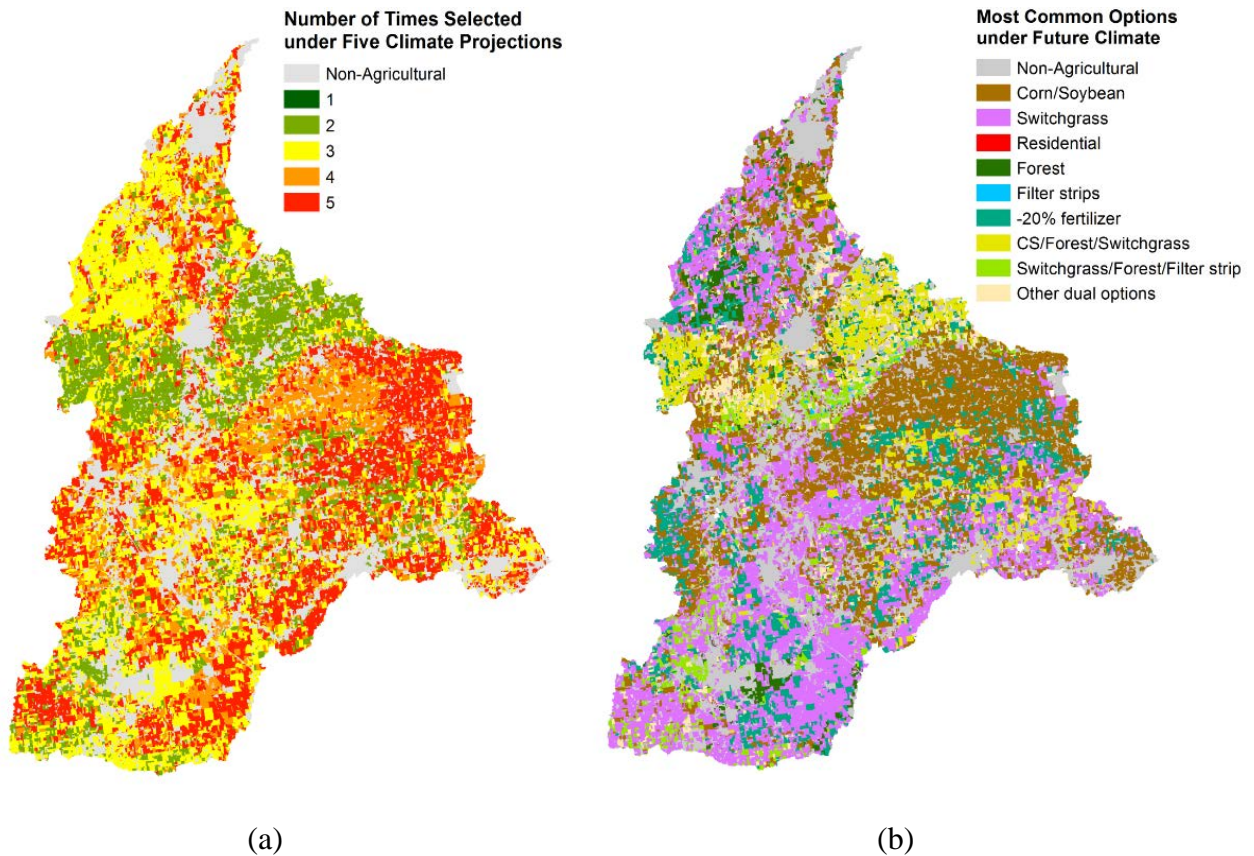 Number of Times Selected
under Five Climate Projections
Non-Agricultural
1
2
3
4
5
Most Common Options
under Future Climate
Non-Agricultural
Corn/Soybean
Switchgrass
Residential
Forest
Filter strips
-20% fertilizer
CS/Forest/Switchgrass
Switchgrass/Forest/Filter strip
Other dual options
(a)
(b)